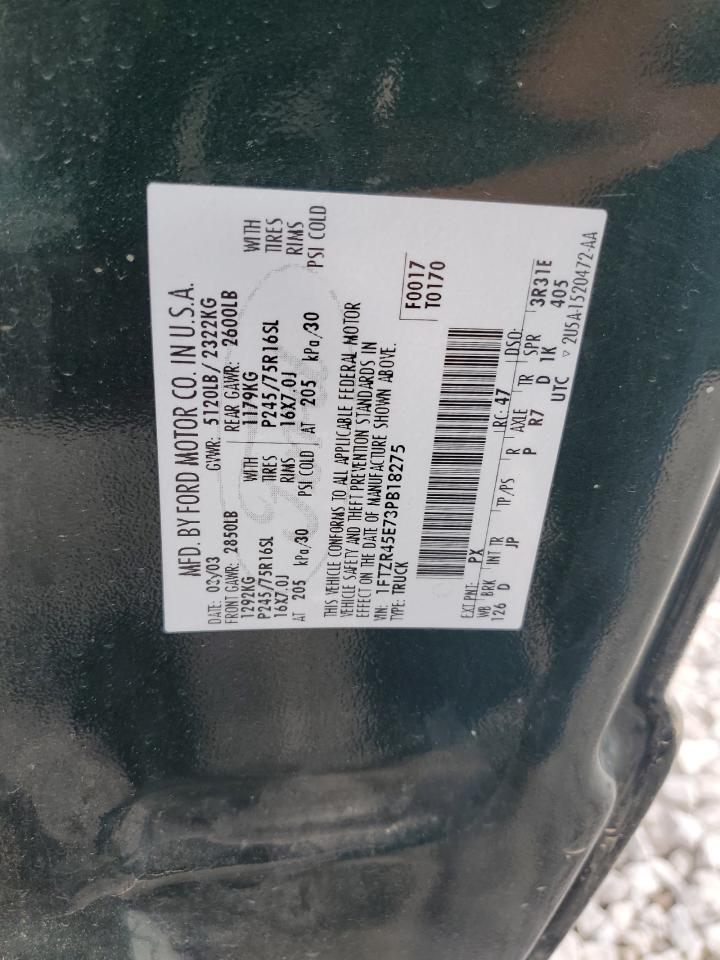 MFD. BY FORD MOTOR CO. IN U.S.A.
DATE: 03/03 GVWR: 5120LB/ 2322KG
FRONT GAWR: 2850LB REAR GAWR: 2600LB
1292KG WITH 1179KG WITH
P245/75R16SL TIRES P245/75R16SL TIRES
16X7.0J RIMS 16X7.0J RIMS
AT 205 kPa/30 PSI COLD AT 205 kPa/30 PSI COLD
THIS VEHICLE CONFORMS TO ALL APPLICABLE FEDERAL MOTOR
VEHICLE SAFETY AND THEFT PREVENTION STANDARDS IN
EFFECT ON THE DATE OF MANUFACTURE SHOWN ABOVE.
VIN: 1FTZR45E73PB18275 F0017
TYPE: TRUCK T0170
EXT PNT: PX RC: 47 DSO:
WB BRK INT TR TP/PS R AXLE TR SPR 3R31E
126 D JP P R7 D 1K 405
UTC ▽ 2U5A-1520472-AA